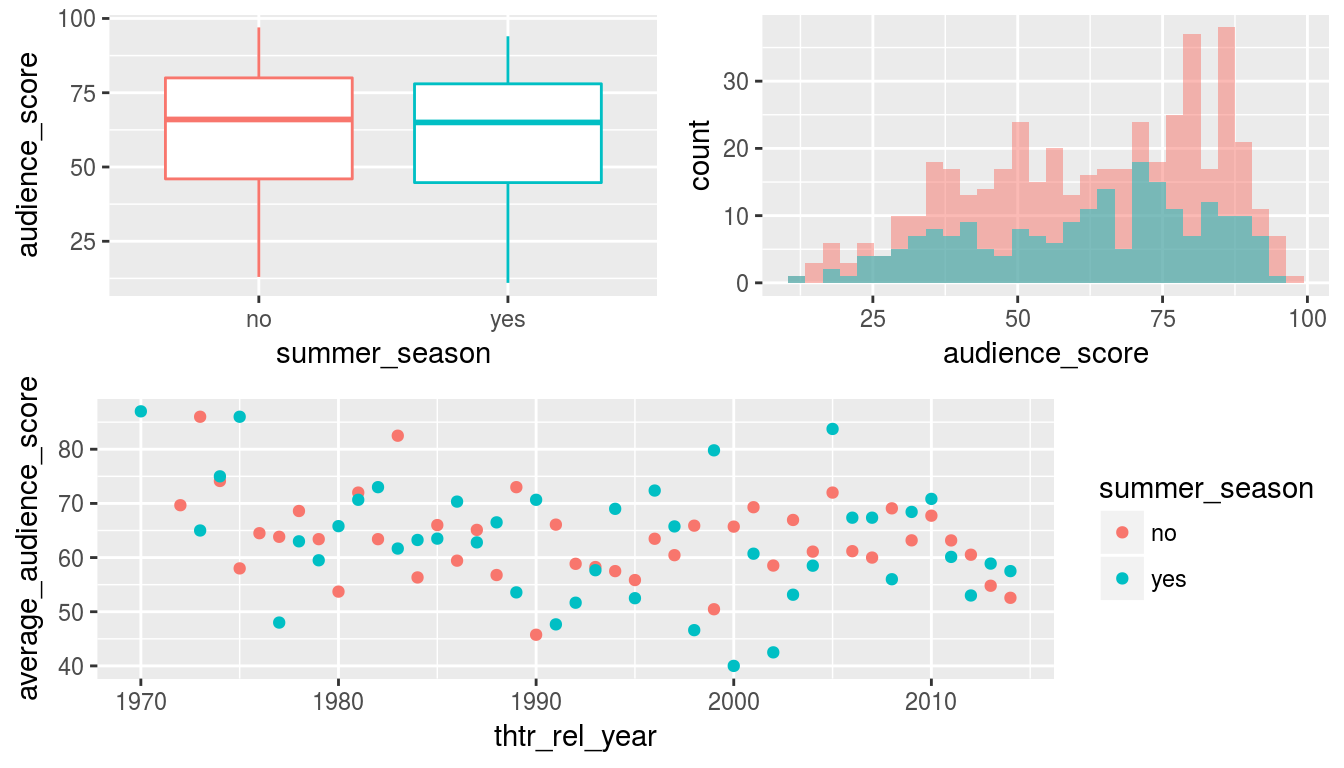 audience_score
100
75
50
25
no
yes
summer_season
count
30
20
10
0
25
50
75
100
audience_score
average_audience_score
80
70
60
50
40
1970
1980
1990
2000
2010
thtr_rel_year
summer_season
no
yes